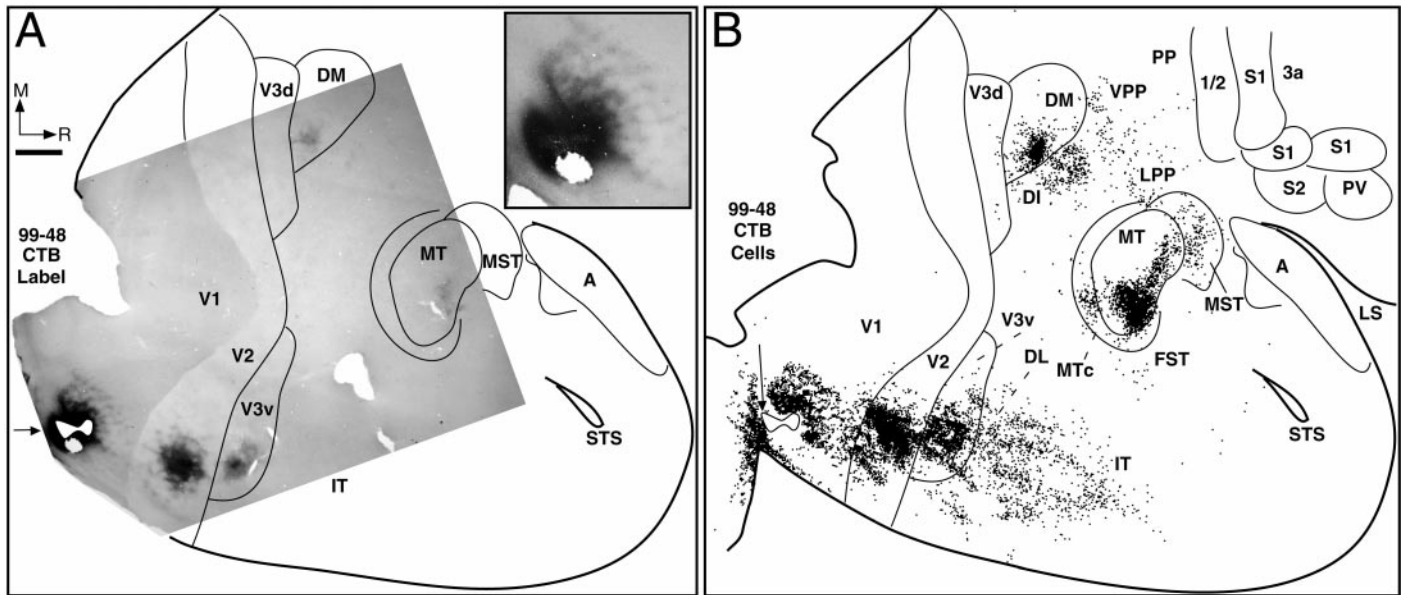 A
M
R
99-48
CTB
Label
V1
V2
V3d
DM
V3v
MT
MST
A
STS
IT
B
PP
1/2
S1
3a
V3d
DM
VPP
S1
S1
S2
PV
LPP
DI
99-48
CTB
Cells
MT
A
MST
LS
V1
V3v
V2
DL
MTc
FST
STS
IT